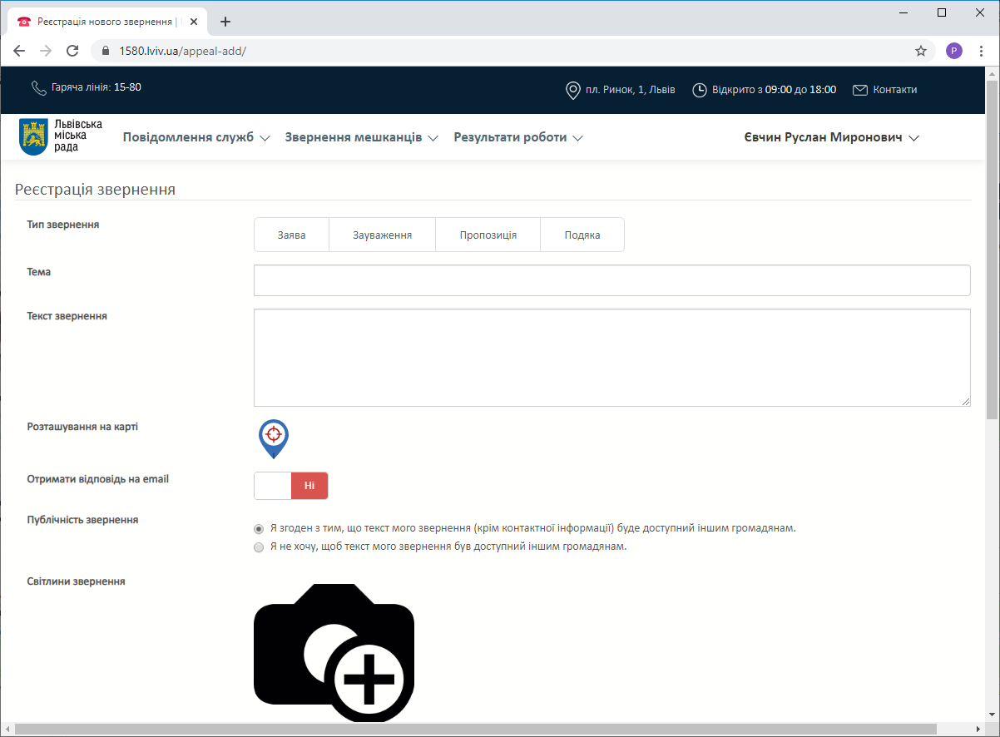 Реєстрація нового звернення |
1580.lviv.ua/appeal-add/
P
Гаряча лінія: 15-80
пл. Ринок, 1, Львів
Відкрито з 09:00 до 18:00
Контакти
Львівська
міська
рада
Повідомлення служб
Звернення мешканців
Результати роботи
Євчин Руслан Миронович
Реєстрація звернення
Тип звернення
Заява
Зауваження
Пропозиція
Подяка
Тема
Текст звернення
Розташування на карті
Отримати відповідь на email
Ні
Публічність звернення
Я згоден з тим, що текст мого звернення (крім контактної інформації) буде доступний іншим громадянам.
Я не хочу, щоб текст мого звернення був доступний іншим громадянам.
Світлини звернення